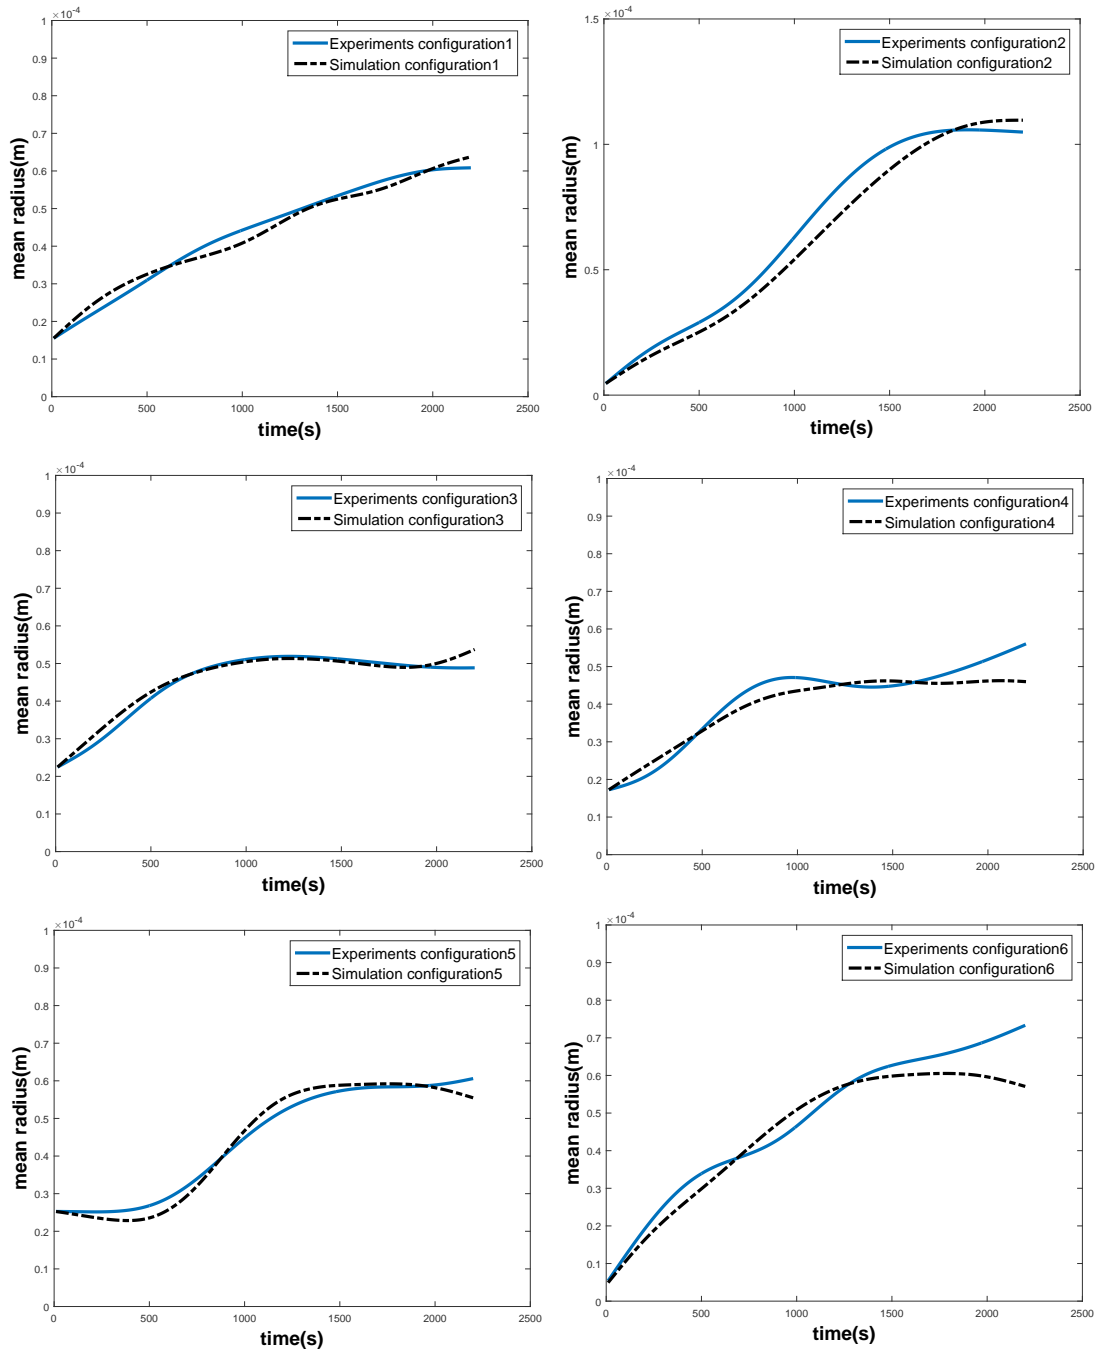 ×10-4
1
0.9
0.8
0.7
0.6
0.5
0.4
0.3
0.2
0.1
0
0 500 1000 1500 2000 2500
mean radius(m)
time(s)
Experiments configuration1
Simulation configuration1
×10-4
1.5
1
0.5
0
0 500 1000 1500 2000 2500
mean radius(m)
time(s)
Experiments configuration2
Simulation configuration2
×10-4
1
0.9
0.8
0.7
0.6
0.5
0.4
0.3
0.2
0.1
0
0 500 1000 1500 2000 2500
mean radius(m)
time(s)
Experiments configuration3
Simulation configuration3
×10-4
1
0.9
0.8
0.7
0.6
0.5
0.4
0.3
0.2
0.1
0
0 500 1000 1500 2000 2500
mean radius(m)
time(s)
Experiments configuration4
Simulation configuration4
×10-4
1
0.9
0.8
0.7
0.6
0.5
0.4
0.3
0.2
0.1
0
0 500 1000 1500 2000 2500
mean radius(m)
time(s)
Experiments configuration5
Simulation configuration5
×10-4
1
0.9
0.8
0.7
0.6
0.5
0.4
0.3
0.2
0.1
0
0 500 1000 1500 2000 2500
mean radius(m)
time(s)
Experiments configuration6
Simulation configuration6